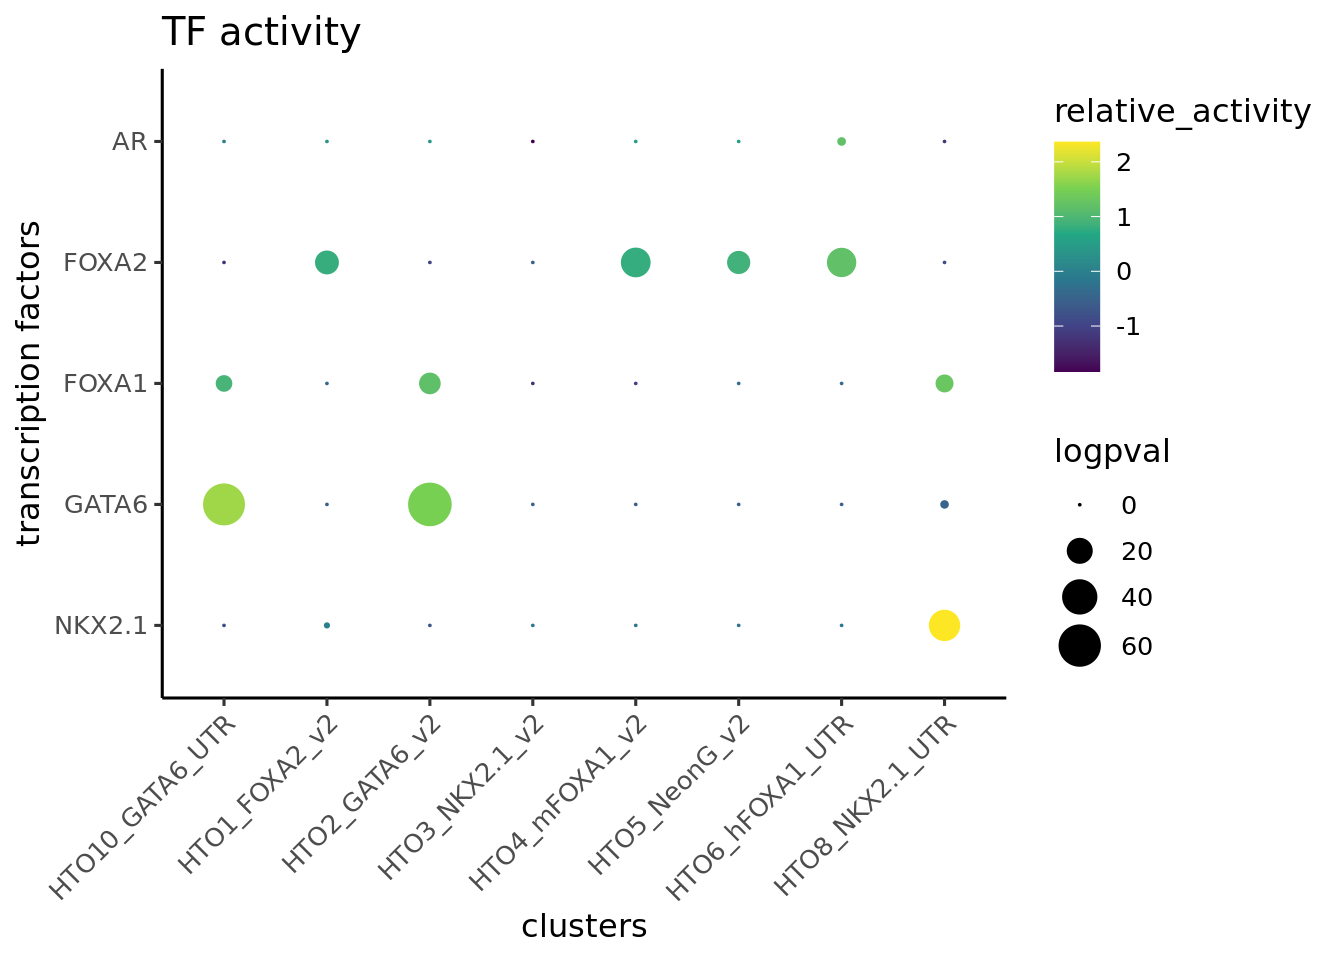 TF activity
transcription factors
AR
FOXA2
FOXA1
GATA6
NKX2.1
HTO10_GATA6_UTR
HTO1_FOXA2_v2
HTO2_GATA6_v2
HTO3_NKX2.1_v2
HTO4_mFOXA1_v2
HTO5_NeonG_v2
HTO6_hFOXA1_UTR
HTO8_NKX2.1_UTR
clusters
relative_activity
2
1
0
-1
logpval
0
20
40
60